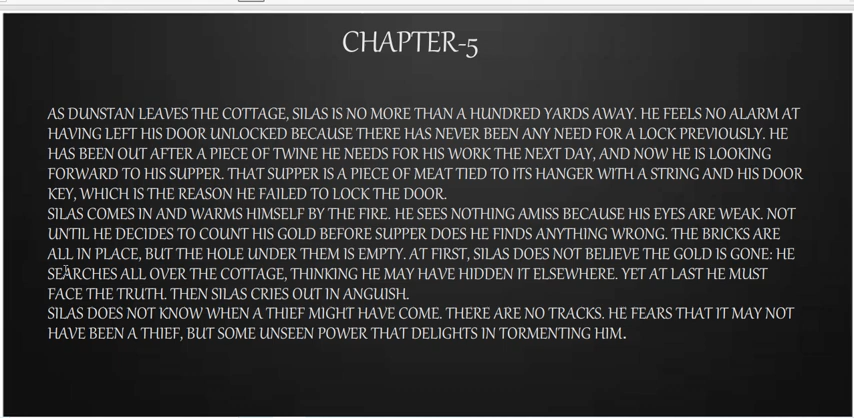 CHAPTER-5
AS DUNSTAN LEAVES THE COTTAGE, SILAS IS NO MORE THAN A HUNDRED YARDS AWAY. HE FEELS NO ALARM AT
HAVING LEFT HIS DOOR UNLOCKED BECAUSE THERE HAS NEVER BEEN ANY NEED FOR A LOCK PREVIOUSLY. HE
HAS BEEN OUT AFTER A PIECE OF TWINE HE NEEDS FOR HIS WORK THE NEXT DAY, AND NOW HE IS LOOKING
FORWARD TO HIS SUPPER. THAT SUPPER IS A PIECE OF MEAT TIED TO ITS HANGER WITH A STRING AND HIS DOOR
KEY, WHICH IS THE REASON HE FAILED TO LOCK THE DOOR.
SILAS COMES IN AND WARMS HIMSELF BY THE FIRE. HE SEES NOTHING AMISS BECAUSE HIS EYES ARE WEAK. NOT
UNTIL HE DECIDES TO COUNT HIS GOLD BEFORE SUPPER DOES HE FINDS ANYTHING WRONG. THE BRICKS ARE
ALL IN PLACE, BUT THE HOLE UNDER THEM IS EMPTY. AT FIRST, SILAS DOES NOT BELIEVE THE GOLD IS GONE: HE
SEARCHES ALL OVER THE COTTAGE, THINKING HE MAY HAVE HIDDEN IT ELSEWHERE. YET AT LAST HE MUST
FACE THE TRUTH. THEN SILAS CRIES OUT IN ANGUISH.
SILAS DOES NOT KNOW WHEN A THIEF MIGHT HAVE COME. THERE ARE NO TRACKS. HE FEARS THAT IT MAY NOT
HAVE BEEN A THIEF, BUT SOME UNSEEN POWER THAT DELIGHTS IN TORMENTING HIM.